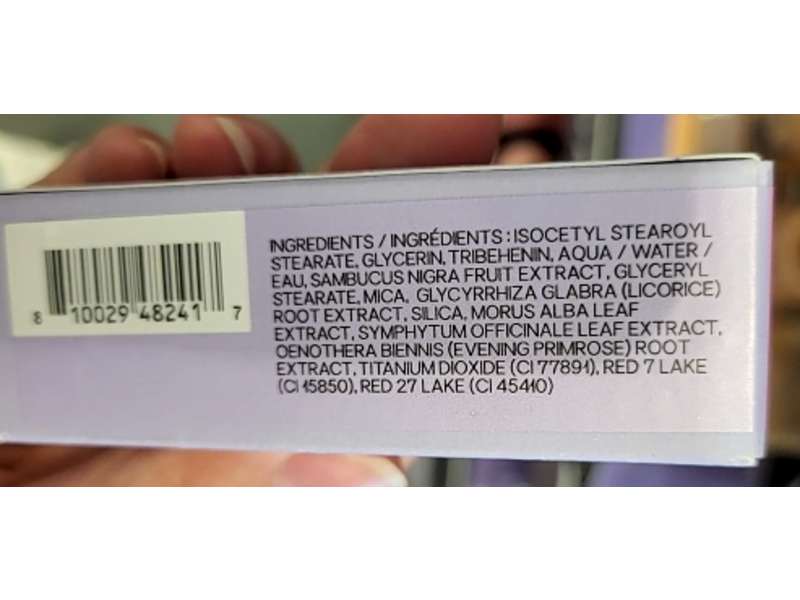 INGREDIENTS / INGRÉDIENTS : ISOCETYL STEAROYL
STEARATE, GLYCERIN, TRIBEHENIN, AQUA / WATER /
EAU, SAMBUCUS NIGRA FRUIT EXTRACT, GLYCERYL
STEARATE, MICA, GLYCYRRHIZA GLABRA (LICORICE)
ROOT EXTRACT, SILICA, MORUS ALBA LEAF
EXTRACT, SYMPHYTUM OFFICINALE LEAF EXTRACT,
OENOTHERA BIENNIS (EVENING PRIMROSE) ROOT
EXTRACT, TITANIUM DIOXIDE (CI 77891), RED 7 LAKE
(CI 15850), RED 27 LAKE (CI 45410)
8 10029 48241 7